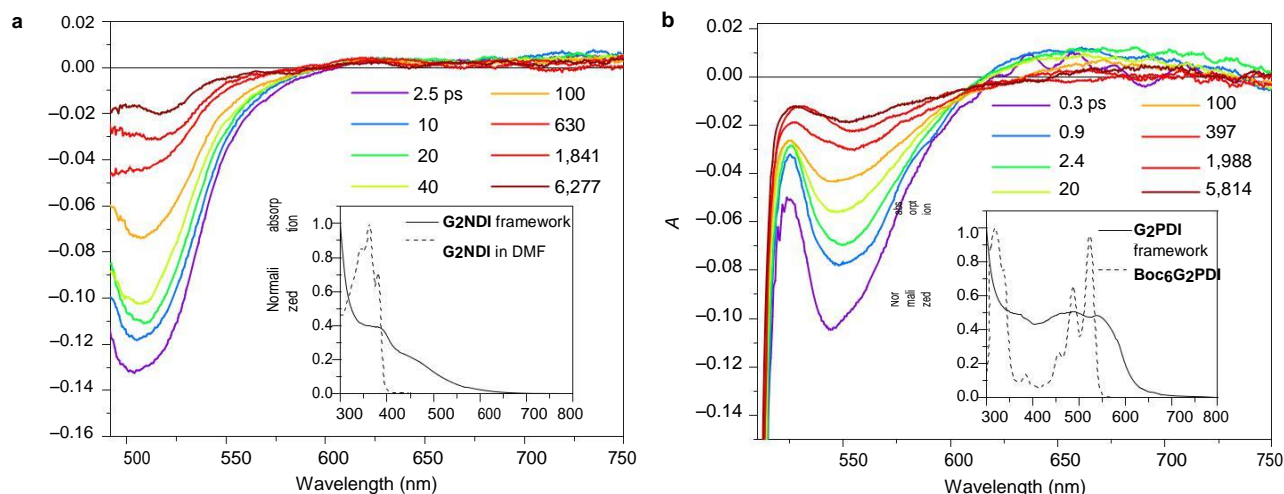 a
0.02
0.00
–0.02
–0.04
–0.06
–0.08
–0.10
–0.12
–0.14
–0.16
2.5 ps
10
20
40
100
630
1,841
6,277
absorp
tion
Normali
zed
1.0
0.8
0.6
0.4
0.2
0.0
G2NDI framework
G2NDI in DMF
300 400 500 600 700 800
500 550 600 650 700 750
Wavelength (nm)
b
A
0.02
0.00
–0.02
–0.04
–0.06
–0.08
–0.10
–0.12
–0.14
0.3 ps
0.9
2.4
20
100
397
1,988
5,814
abs
orpt
ion
Nor
mali
zed
1.0
0.8
0.6
0.4
0.2
0.0
G2PDI
framework
Boc6G2PDI
300 400 500 600 700 800
550 600 650 700 750
Wavelength (nm)